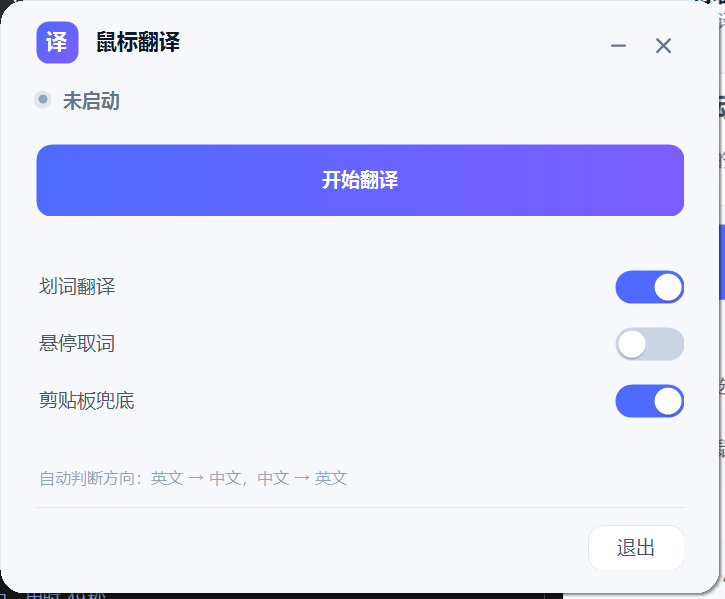 译 鼠标翻译
未启动
开始翻译
划词翻译
悬停取词
剪贴板兜底
自动判断方向：英文 → 中文，中文 → 英文
退出